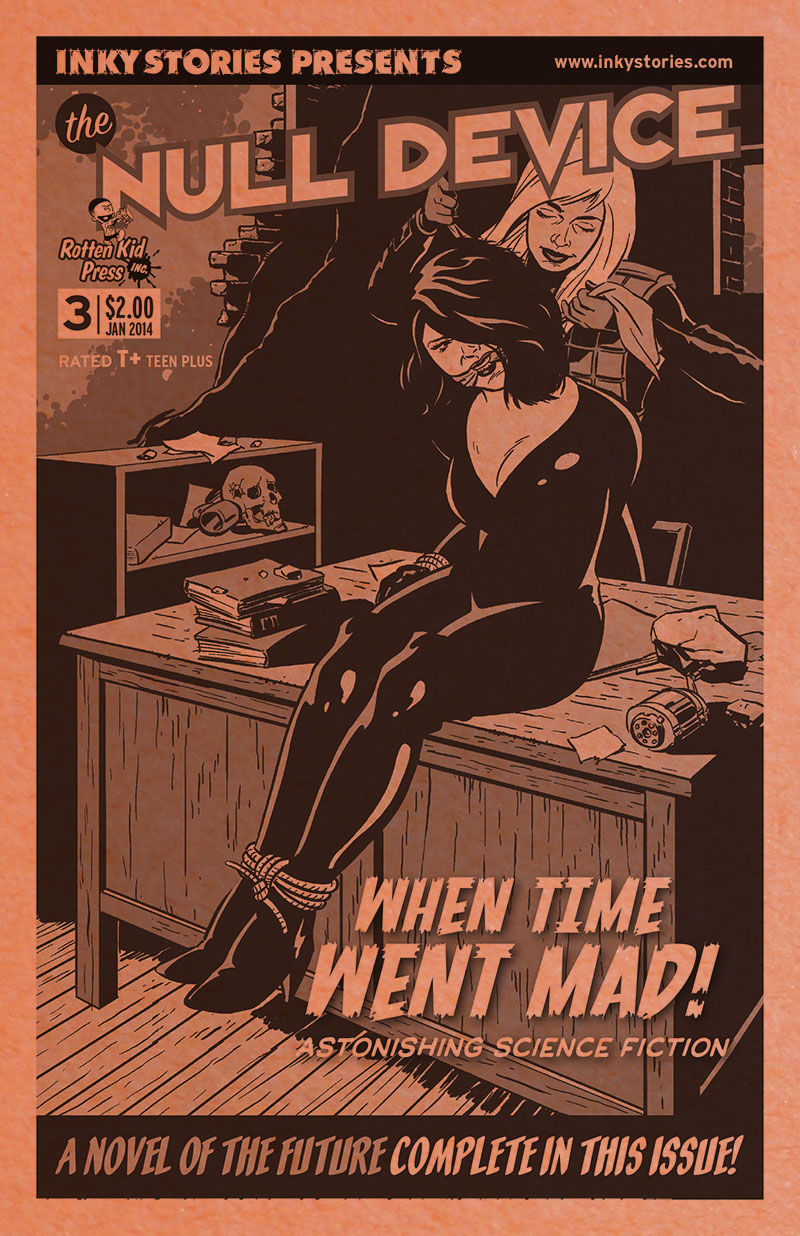 INKY STORIES PRESENTS
www.inkystories.com
the
NULL DEVICE
Rotten Kid
Press INC.
3 $2.00
JAN 2014
RATED T+ TEEN PLUS
WHEN TIME
WENT MAD!
ASTONISHING SCIENCE FICTION
A NOVEL OF THE FUTURE COMPLETE IN THIS ISSUE!